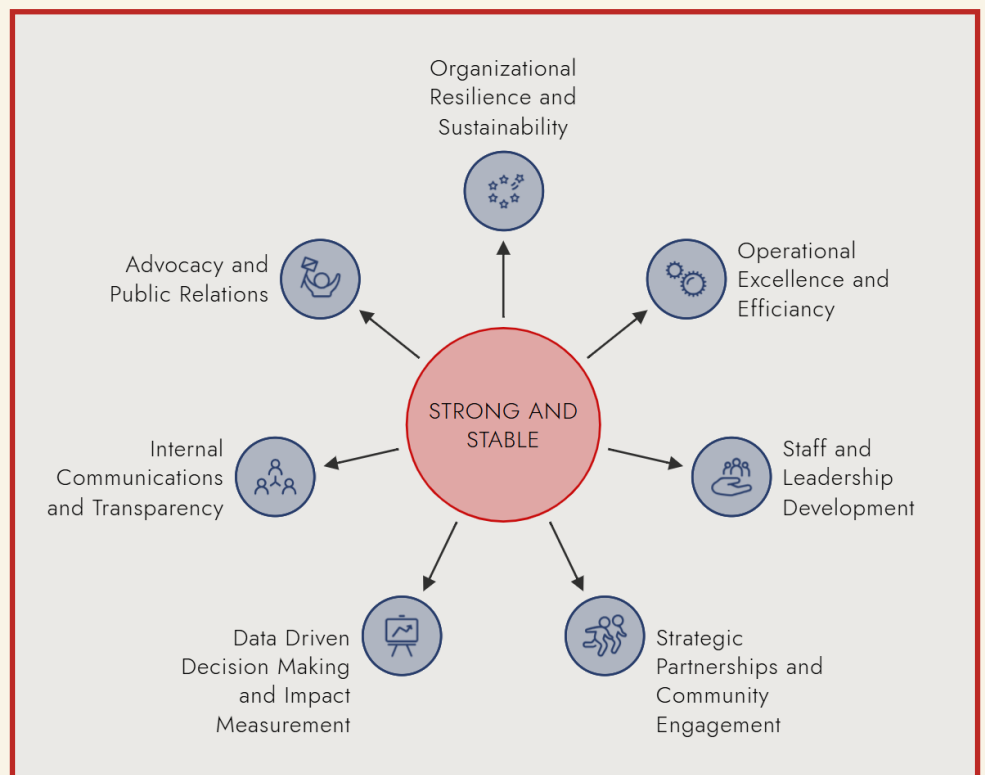 Organizational
Resilience and
Sustainability
Operational
Excellence and
Efficiancy
Advocacy and
Public Relations
STRONG AND
STABLE
Internal
Communications
and Transparency
Staff and
Leadership
Development
Data Driven
Decision Making
and Impact
Measurement
Strategic
Partnerships and
Community
Engagement